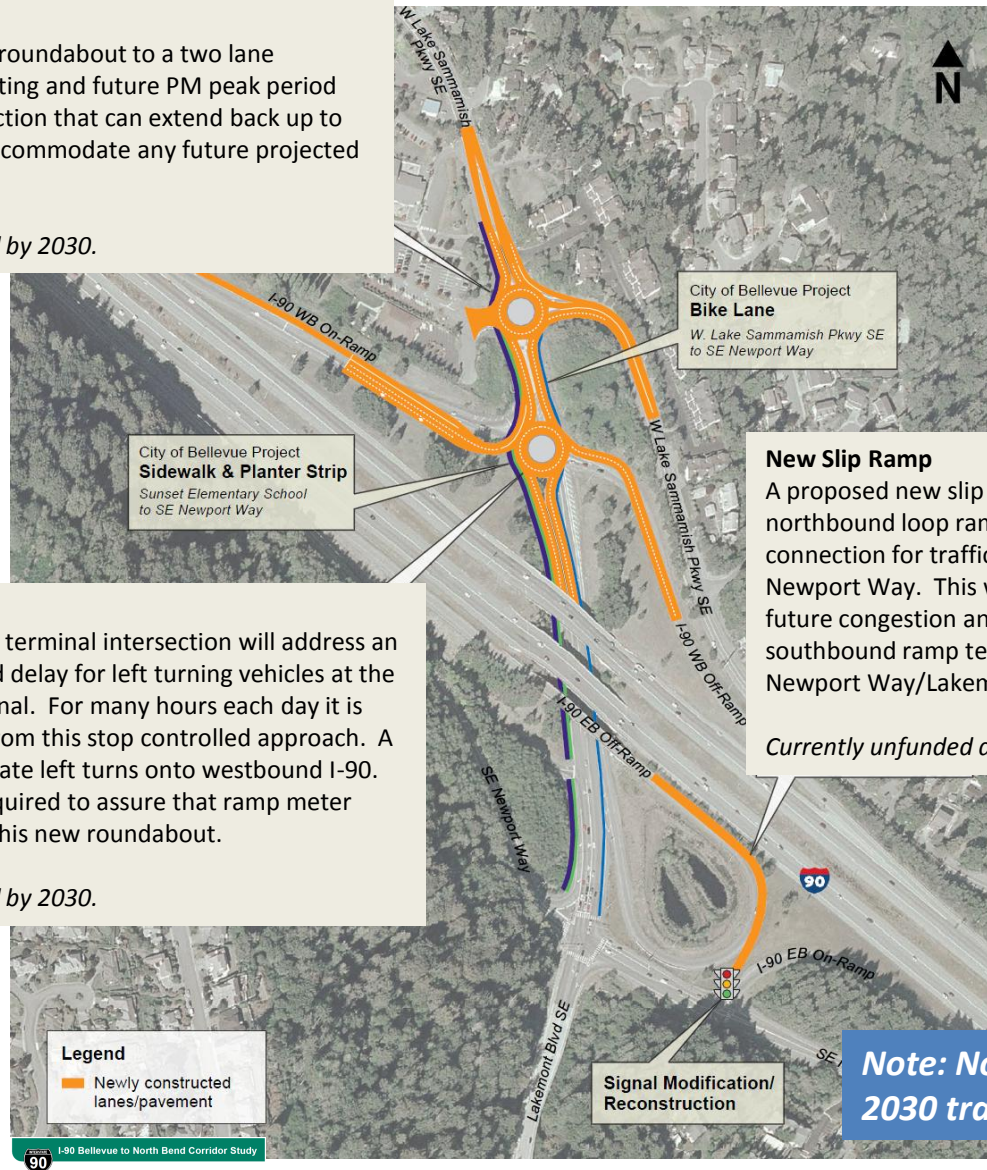 roundabout to a two lane
ting and future PM peak period
ction that can extend back up to
commodate any future projected
by 2030.
W Lake Sammamish
Pkwy SE
N
I-90 WB On-Ramp
City of Bellevue Project
Bike Lane
W. Lake Sammamish Pkwy SE
to SE Newport Way
City of Bellevue Project
Sidewalk & Planter Strip
Sunset Elementary School
to SE Newport Way
W Lake Sammamish Pkwy SE
I-90 WB Off-Ramp
New Slip Ramp
A proposed new slip
northbound loop ran
connection for traffic
Newport Way. This v
future congestion an
southbound ramp te
Newport Way/Lakem
Currently unfunded a
terminal intersection will address an
d delay for left turning vehicles at the
nal. For many hours each day it is
om this stop controlled approach. A
ate left turns onto westbound I-90.
quired to assure that ramp meter
his new roundabout.
by 2030.
I-90 EB Off-Ramp
SE Newport Way
90
I-90 EB On-Ramp
Lakemont Blvd SE
SE
Signal Modification/
Reconstruction
Legend
Newly constructed
lanes/pavement
Note: No
2030 tra
INTERSTATE
90
I-90 Bellevue to North Bend Corridor Study